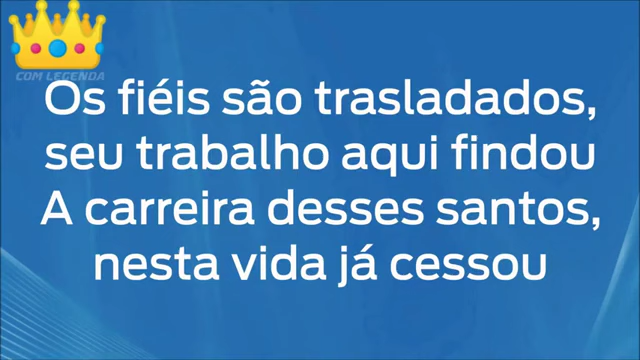 COM LEGENDA
Os fiéis são trasladados,
seu trabalho aqui findou
A carreira desses santos,
nesta vida já cessou